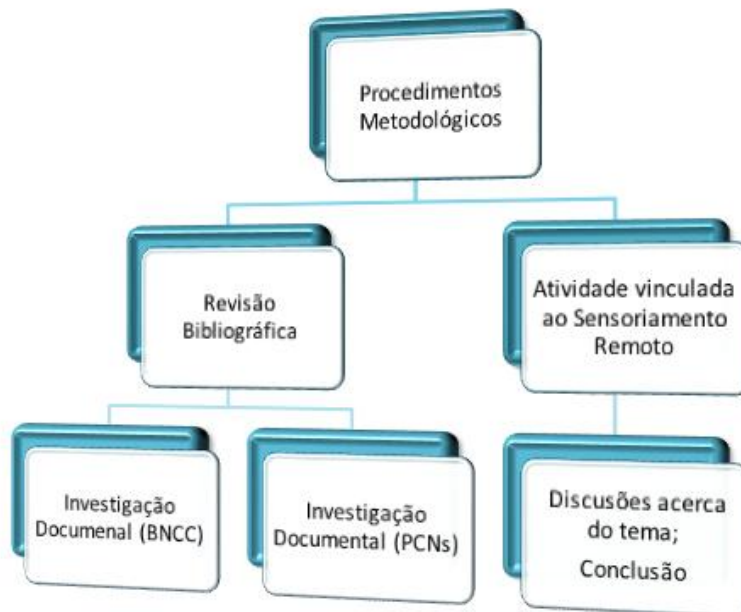 Procedimentos
Metodológicos
Revisão
Bibliográfica
Atividade vinculada
ao Sensoriamento
Remoto
Investigação
Documenal (BNCC)
Investigação
Documental (PCNs)
Discusões acerca
do tema;
Conclusão